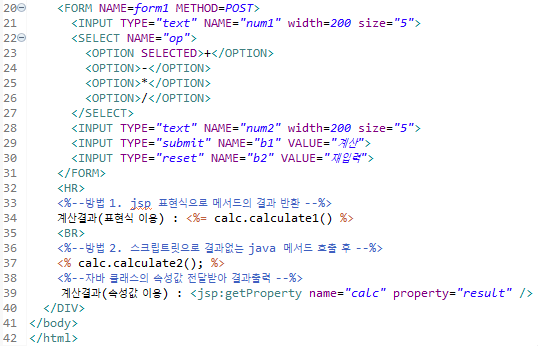 20 <FORM NAME=form1 METHOD=POST>
21 <INPUT TYPE="text" NAME="num1" width=200 size="5">
22 <SELECT NAME="op">
23 <OPTION SELECTED>+</OPTION>
24 <OPTION>-</OPTION>
25 <OPTION>*</OPTION>
26 <OPTION>/</OPTION>
27 </SELECT>
28 <INPUT TYPE="text" NAME="num2" width=200 size="5">
29 <INPUT TYPE="submit" NAME="b1" VALUE="계산">
30 <INPUT TYPE="reset" NAME="b2" VALUE="재입력">
31 </FORM>
32 <HR>
33 <%--방법 1. jsp 표현식으로 메서드의 결과 반환 --%>
34 계산결과(표현식 이용) : <%= calc.calculate1() %>
35 <BR>
36 <%--방법 2. 스크립트릿으로 결과없는 java 메서드 호출 후 --%>
37 <% calc.calculate2(); %>
38 <%--자바 클래스의 속성값 전달받아 결과출력 --%>
39 계산결과(속성값 이용) : <jsp:getProperty name="calc" property="result" />
40 </DIV>
41 </body>
42 </html>